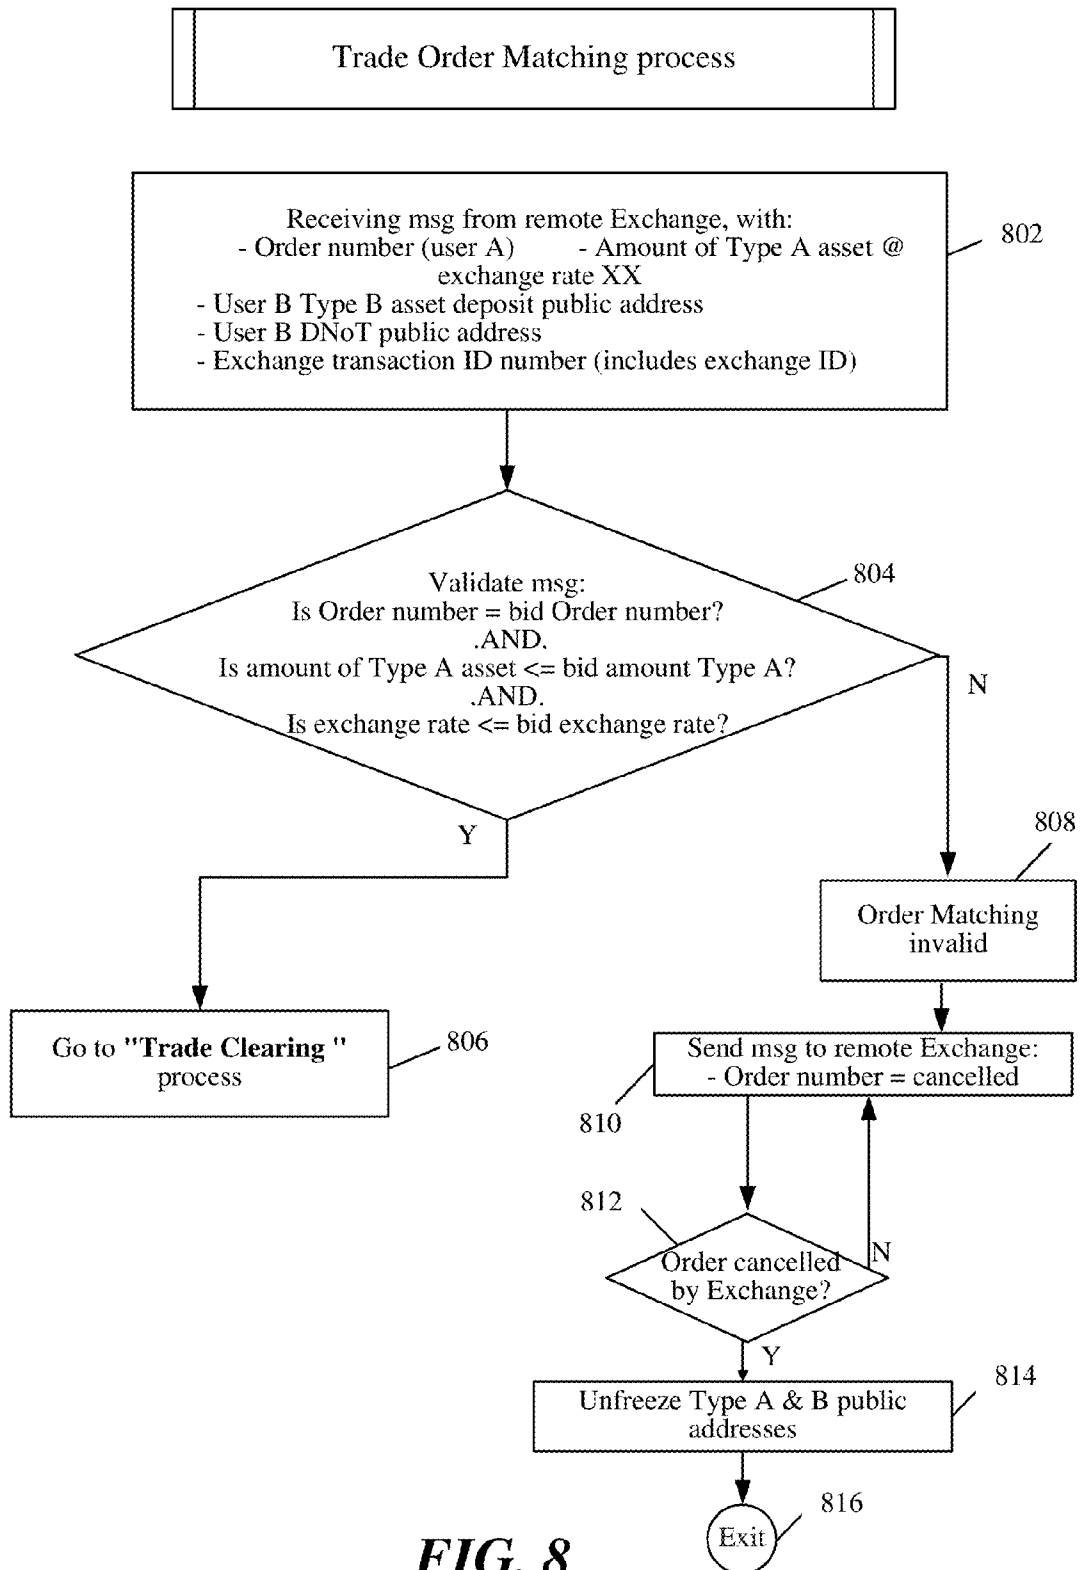 Trade Order Matching process
Receiving msg from remote Exchange, with:
- Order number (user A) - Amount of Type A asset @
exchange rate XX
- User B Type B asset deposit public address
- User B DNoT public address
- Exchange transaction ID number (includes exchange ID)
802
Validate msg:
Is Order number = bid Order number?
.AND.
Is amount of Type A asset <= bid amount Type A?
.AND.
Is exchange rate <= bid exchange rate?
804
N
Y
808
Order Matching
invalid
Go to "Trade Clearing "
process
806
Send msg to remote Exchange:
- Order number = cancelled
810
812
Order cancelled
by Exchange?
N
Y
814
Unfreeze Type A & B public
addresses
816
Exit
FIG. 8